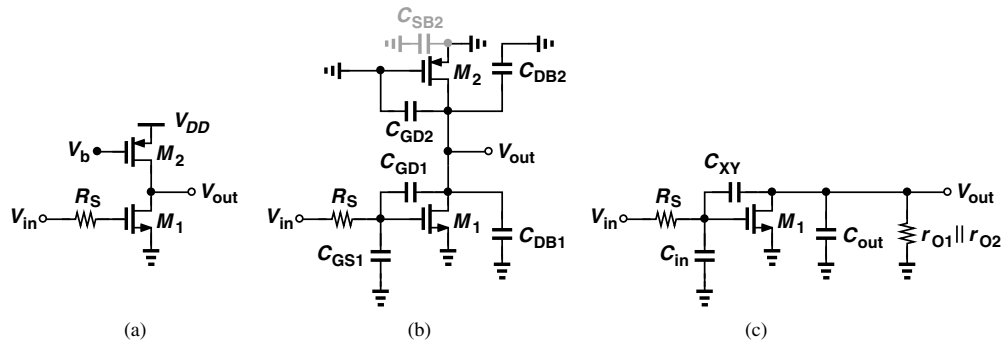 V_DD
V_b
M_2
R_S
V_out
V_in
M_1
(a)
C_SB2
M_2
C_DB2
C_GD2
V_out
C_GD1
R_S
V_in
M_1
C_DB1
C_GS1
(b)
C_XY
V_out
R_S
V_in
M_1
C_out
r_O1 || r_O2
C_in
(c)